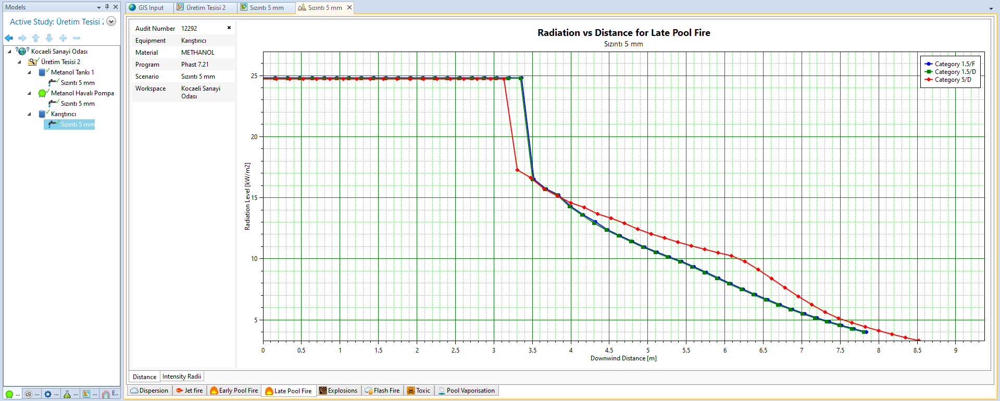 Models
Active Study: Üretim Tesisi 2
Kocaeli Sanayi Odası
Üretim Tesisi 2
Metanol Tankı 1
Sızıntı 5 mm
Metanol Havalı Pompa
Sızıntı 5 mm
Karıştırıcı
Sızıntı 5 mm
... ... ... ... ... E..
GIS Input Üretim Tesisi 2 Sızıntı 5 mm Sızıntı 5 mm
Audit Number 12292
Equipment Karıştırıcı
Material METHANOL
Program Phast 7.21
Scenario Sızıntı 5 mm
Workspace Kocaeli Sanayi
Odası
Radiation vs Distance for Late Pool Fire
Sızıntı 5 mm
Category 1.5/F
Category 1.5/D
Category 5/D
Radiation Level [kW/m2]
25
20
15
10
5
0 0.5 1 1.5 2 2.5 3 3.5 4 4.5 5 5.5 6 6.5 7 7.5 8 8.5 9
Downwind Distance [m]
Distance Intensity Radii
Dispersion Jet fire Early Pool Fire Late Pool Fire Explosions Flash Fire Toxic Pool Vaporisation